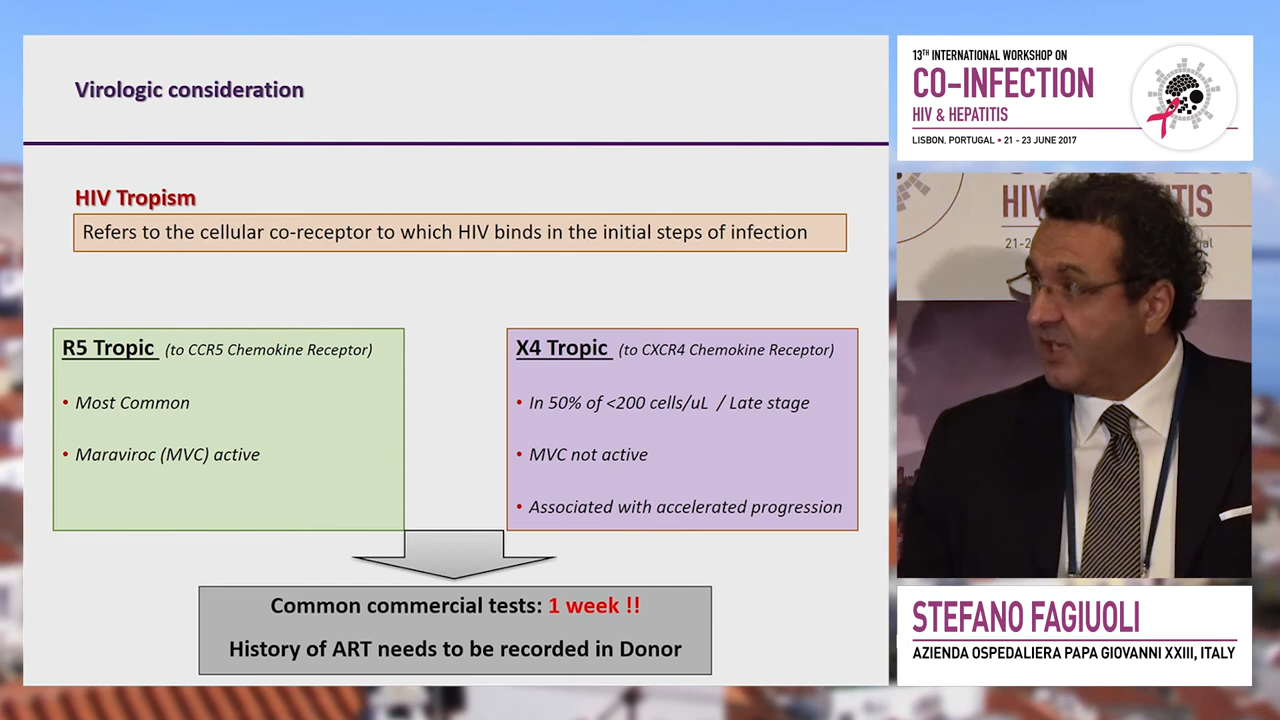 Virologic consideration
HIV Tropism
Refers to the cellular co-receptor to which HIV binds in the initial steps of infection
R5 Tropic (to CCR5 Chemokine Receptor)
• Most Common
• Maraviroc (MVC) active
X4 Tropic (to CXCR4 Chemokine Receptor)
• In 50% of <200 cells/uL / Late stage
• MVC not active
• Associated with accelerated progression
Common commercial tests: 1 week !!
History of ART needs to be recorded in Donor
13TH INTERNATIONAL WORKSHOP ON
CO-INFECTION
HIV & HEPATITIS
LISBON, PORTUGAL • 21 - 23 JUNE 2017
HIV
TIS
21-2
STEFANO FAGIUOLI
AZIENDA OSPEDALIERA PAPA GIOVANNI XXIII, ITALY